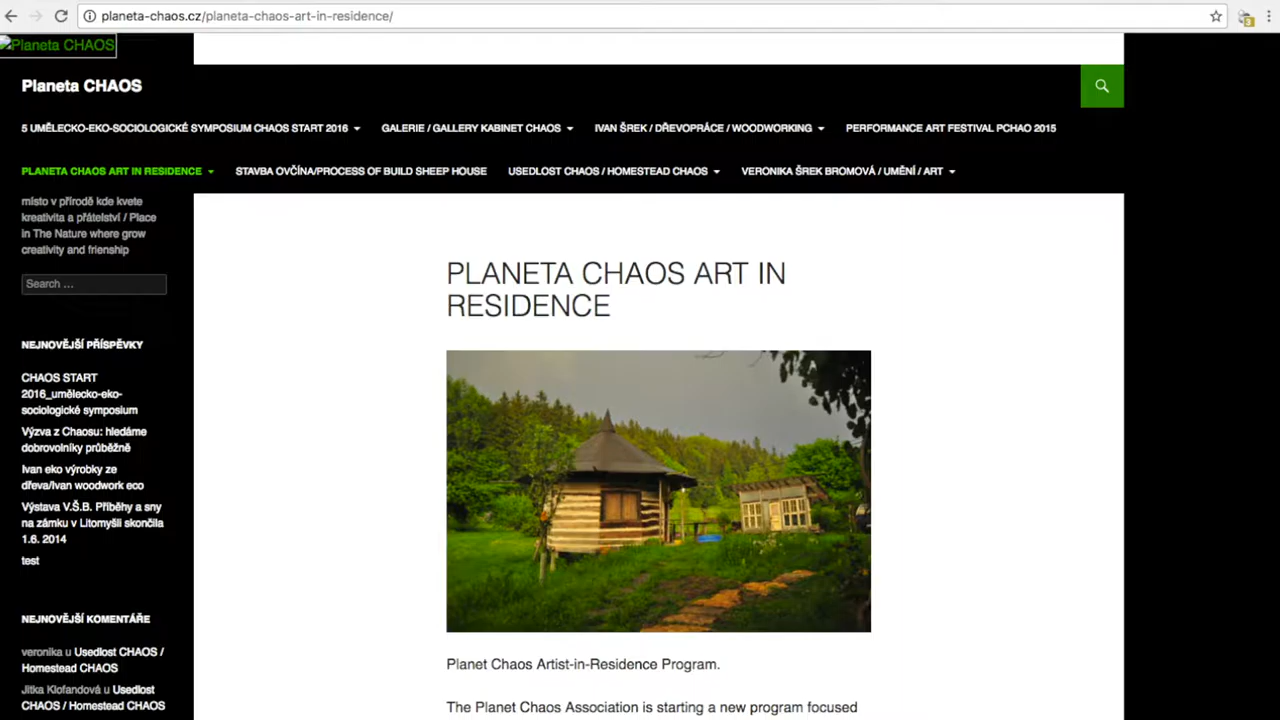 planeta-chaos.cz/planeta-chaos-art-in-residence/
3
Planeta CHAOS
Planeta CHAOS
5 UMĚLECKO-EKO-SOCIOLOGICKÉ SYMPOSIUM CHAOS START 2016
GALERIE / GALLERY KABINET CHAOS
IVAN ŠREK / DŘEVOPRÁCE / WOODWORKING
PERFORMANCE ART FESTIVAL PCHAO 2015
PLANETA CHAOS ART IN RESIDENCE
STAVBA OVČÍNA/PROCESS OF BUILD SHEEP HOUSE
USEDLOST CHAOS / HOMESTEAD CHAOS
VERONIKA ŠREK BROMOVÁ / UMĚNÍ / ART
místo v přírodě kde kvete
kreativita a přátelství / Place
in The Nature where grow
creativity and frienship
Search ...
NEJNOVĚJŠÍ PŘÍSPĚVKY
CHAOS START
2016_umělecko-eko-
sociologické symposium
Výzva z Chaosu: hledáme
dobrovolníky průběžně
Ivan eko výrobky ze
dřeva/Ivan woodwork eco
Výstava V.Š.B. Příběhy a sny
na zámku v Litomyšli skončila
1.6. 2014
test
NEJNOVĚJŠÍ KOMENTÁŘE
veronika u Usedlost CHAOS /
Homestead CHAOS
Jitka Klofandová u Usedlost
CHAOS / Homestead CHAOS
PLANETA CHAOS ART IN
RESIDENCE
Planet Chaos Artist-in-Residence Program.
The Planet Chaos Association is starting a new program focused